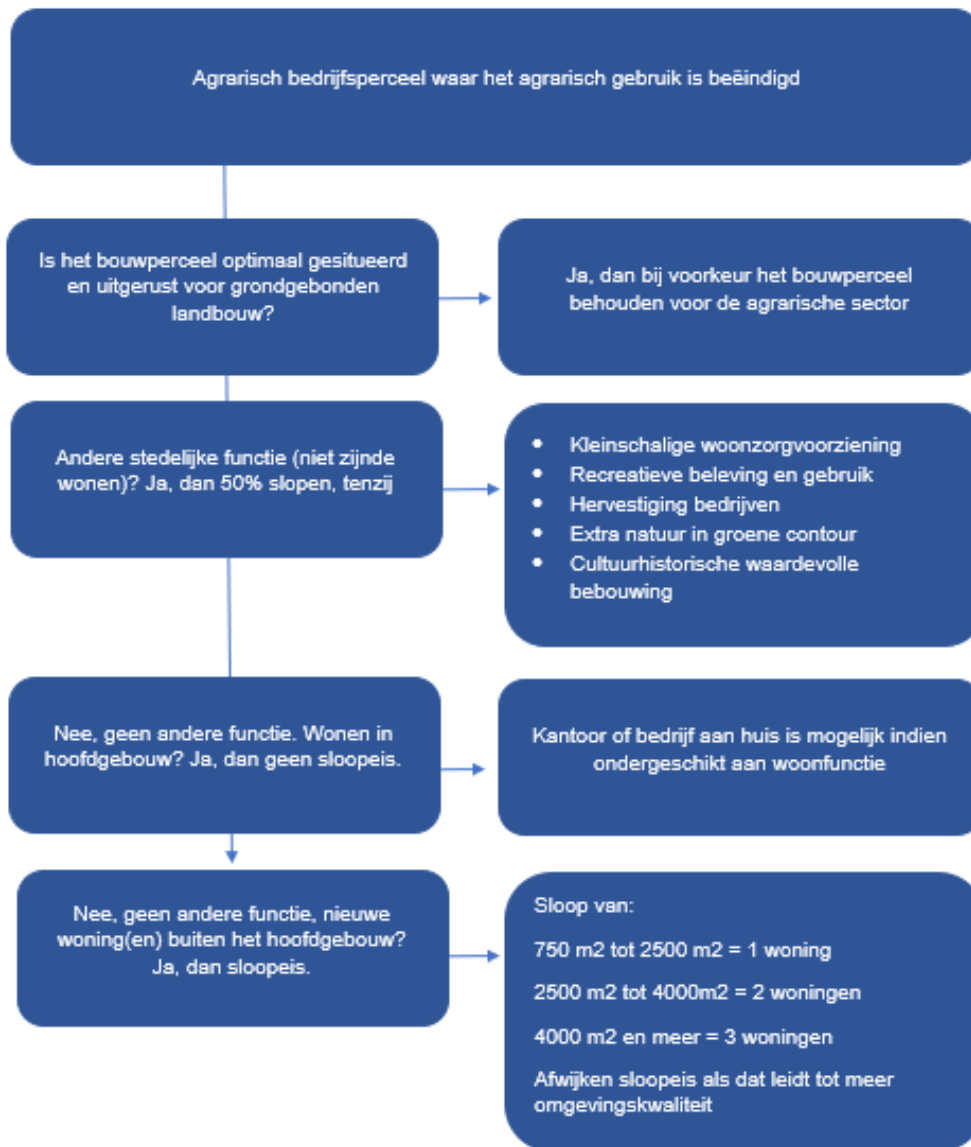 Agrarisch bedrijfsperceel waar het agrarisch gebruik is beëindigd
Is het bouwperceel optimaal gesitueerd
en uitgerust voor grondgebonden
landbouw?
Ja, dan bij voorkeur het bouwperceel
behouden voor de agrarische sector
Andere stedelijke functie (niet zijnde
wonen)? Ja, dan 50% slopen, tenzij
• Kleinschalige woonzorgvoorziening
• Recreatieve beleving en gebruik
• Hervestiging bedrijven
• Extra natuur in groene contour
• Cultuurhistorische waardevolle
bebouwing
Nee, geen andere functie. Wonen in
hoofdgebouw? Ja, dan geen sloopeis.
Kantoor of bedrijf aan huis is mogelijk indien
ondergeschikt aan woonfunctie
Nee, geen andere functie, nieuwe
woning(en) buiten het hoofdgebouw?
Ja, dan sloopeis.
Sloop van:
750 m2 tot 2500 m2 = 1 woning
2500 m2 tot 4000m2 = 2 woningen
4000 m2 en meer = 3 woningen
Afwijken sloopeis als dat leidt tot meer
omgevingskwaliteit